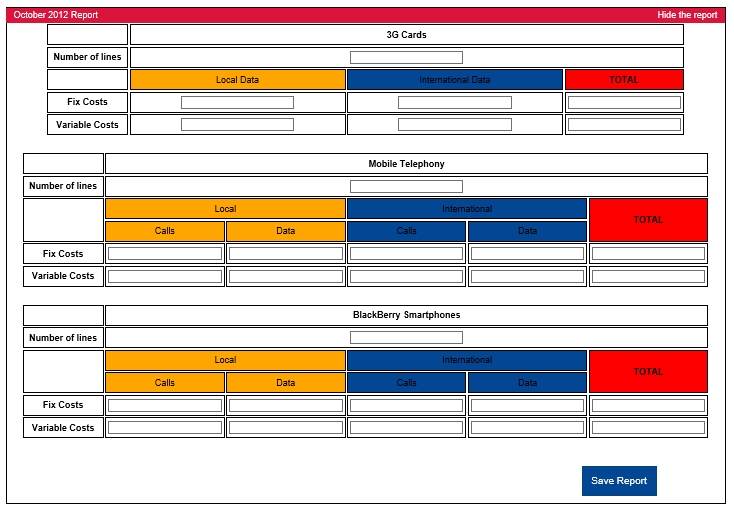 October 2012 Report Hide the report
3G Cards
Number of lines
Local Data International Data TOTAL
Fix Costs
Variable Costs
Mobile Telephony
Number of lines
Local International TOTAL
Calls Data Calls Data
Fix Costs
Variable Costs
BlackBerry Smartphones
Number of lines
Local International TOTAL
Calls Data Calls Data
Fix Costs
Variable Costs
Save Report